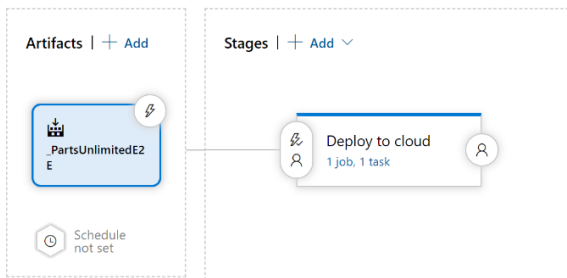 Artifacts | + Add
Stages | + Add
_PartsUnlimitedE2
E
Deploy to cloud
1 job, 1 task
Schedule
not set